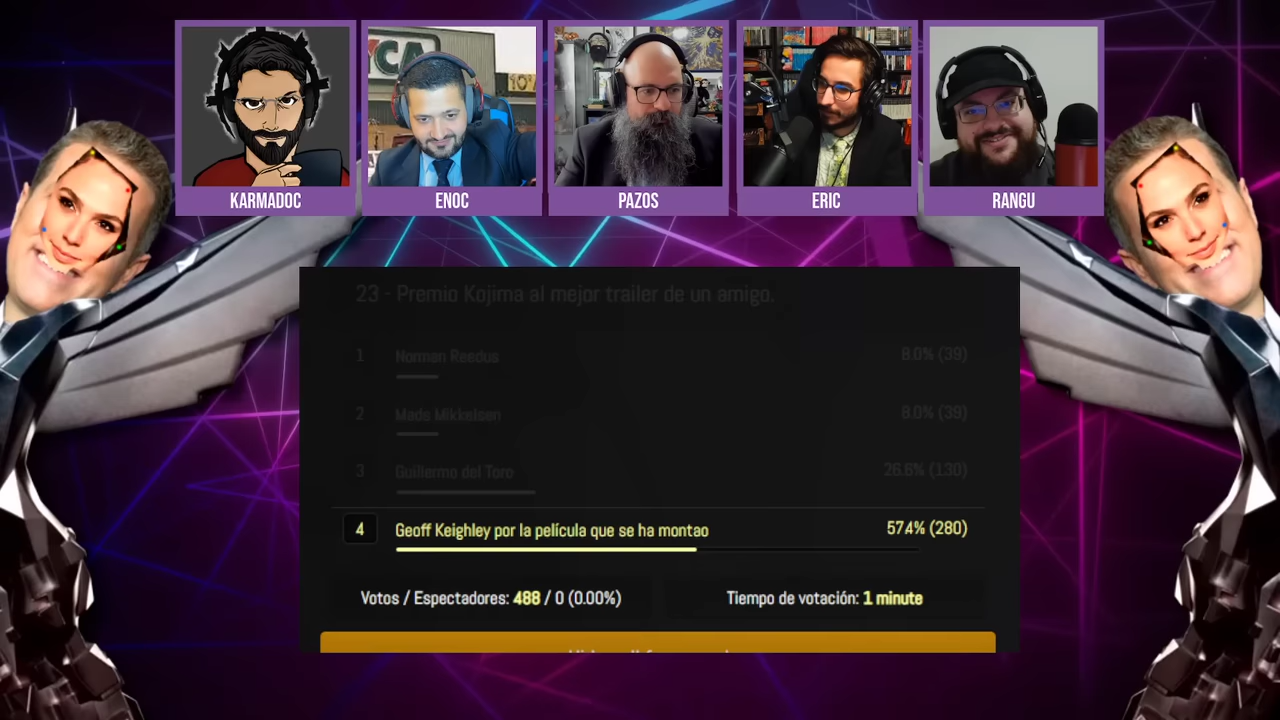 CA
KARMADOC
ENOC
PAZOS
ERIC
RANGU
23 - Premio Kojima al mejor trailer de un amigo.
1 Norman Reedus 8.0% (39)
2 Mads Mikkelsen 8.0% (39)
3 Guillermo del Toro 26.6% (130)
4 Geoff Keighley por la película que se ha montao 57.4% (280)
Votos / Espectadores: 488 / 0 (0.00%) Tiempo de votación: 1 minute